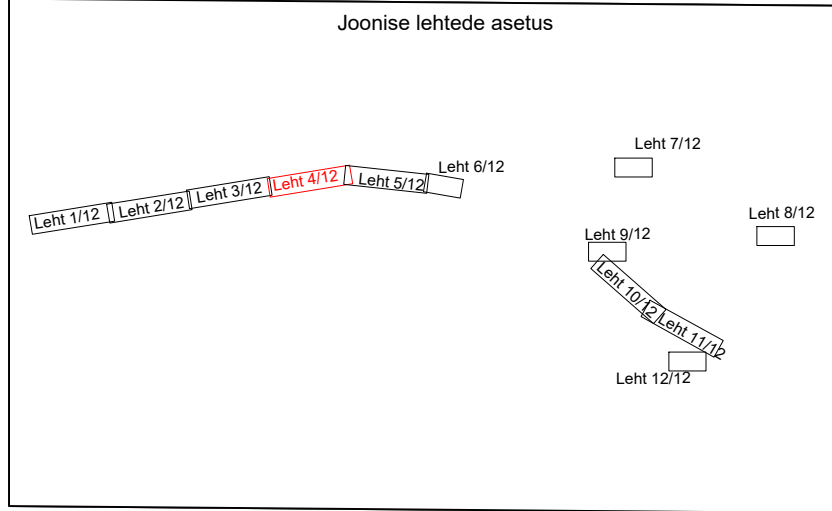 Joonise lehtede asetus
Leht 1/12
Leht 2/12
Leht 3/12
Leht 4/12
Leht 5/12
Leht 6/12
Leht 7/12
Leht 8/12
Leht 9/12
Leht 10/12
Leht 11/12
Leht 12/12